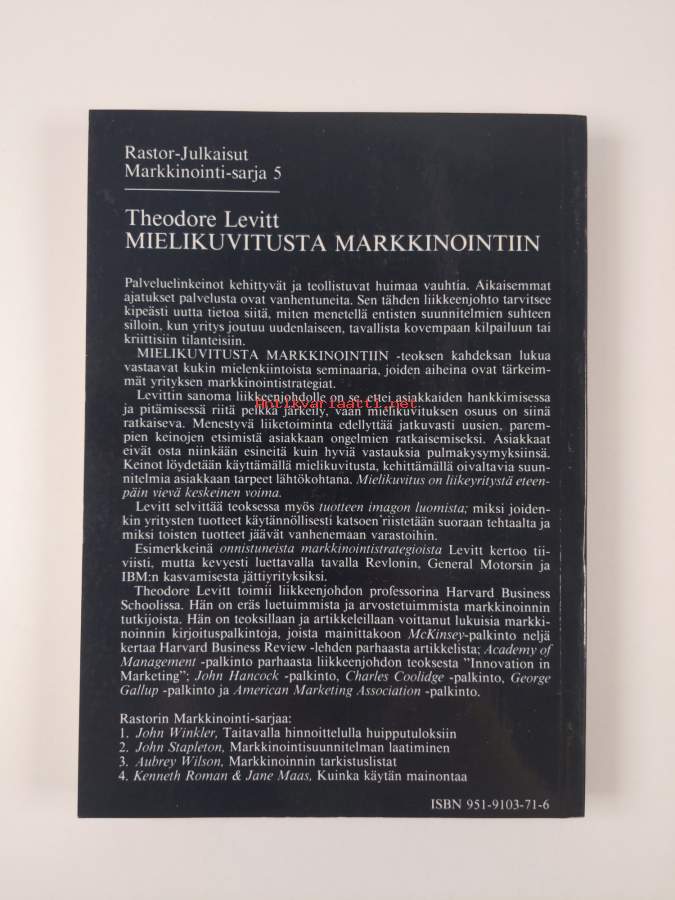 Rastor-Julkaisut
Markkinointi-sarja 5
Theodore Levitt
MIELIKUVITUSTA MARKKINOINTIIN
Palveluelinkeinot kehittyvät ja teollistuvat huimaa vauhtia. Aikaisemmat
ajatukset palvelusta ovat vanhentuneita. Sen tähden liikkeenjohto tarvitsee
kipeästi uutta tietoa siitä, miten menetellä entisten suunnitelmien suhteen
silloin, kun yritys joutuu uudenlaiseen, tavallista kovempaan kilpailuun tai
kriittisiin tilanteisiin.
MIELIKUVITUSTA MARKKINOINTIIN -teoksen kahdeksan lukua
vastaavat kukin mielenkiintoista seminaaria, joiden aiheina ovat tärkeim-
mät yrityksen markkinointistrategiat.
Levittin sanoma liikkeenjohdolle on se, ettei asiakkaiden hankkimisessa
ja pitämisessä riitä pelkkä järkeily, vaan mielikuvituksen osuus on siinä
antikvariaatti.net
ratkaiseva. Menestyvä liiketoiminta edellyttää jatkuvasti uusien, parem-
pien keinojen etsimistä asiakkaan ongelmien ratkaisemiseksi. Asiakkaat
eivät osta niinkään esineitä kuin hyviä vastauksia pulmakysymyksiinsä.
Keinot löydetään käyttämällä mielikuvitusta, kehittämällä oivaltavia suun-
nitelmia asiakkaan tarpeet lähtökohtana. Mielikuvitus on liikeyritystä eteen-
päin vievä keskeinen voima.
Levitt selvittää teoksessa myös tuotteen imagon luomista; miksi joiden-
kin yritysten tuotteet käytännöllisesti katsoen riistetään suoraan tehtaalta ja
miksi toisten tuotteet jäävät vanhenemaan varastoihin.
Esimerkkeinä onnistuneista markkinointistrategioista Levitt kertoo tii-
viisti, mutta kevyesti luettavalla tavalla Revlonin, General Motorsin ja
IBM:n kasvamisesta jättiyrityksiksi.
Theodore Levitt toimii liikkeenjohdon professorina Harvard Business
Schoolissa. Hän on eräs luetuimmista ja arvostetuimmista markkinoinnin
tutkijoista. Hän on teoksillaan ja artikkeleillaan voittanut lukuisia markki-
noinnin kirjoituspalkintoja, joista mainittakoon McKinsey-palkinto neljä
kertaa Harvard Business Review -lehden parhaasta artikkelista; Academy of
Management -palkinto parhaasta liikkeenjohdon teoksesta ”Innovation in
Marketing”; John Hancock -palkinto, Charles Coolidge -palkinto, George
Gallup -palkinto ja American Marketing Association -palkinto.
Rastorin Markkinointi-sarjaa:
1. John Winkler, Taitavalla hinnoittelulla huipputuloksiin
2. John Stapleton, Markkinointisuunnitelman laatiminen
3. Aubrey Wilson, Markkinoinnin tarkistuslistat
4. Kenneth Roman & Jane Maas, Kuinka käytän mainontaa
ISBN 951-9103-71-6